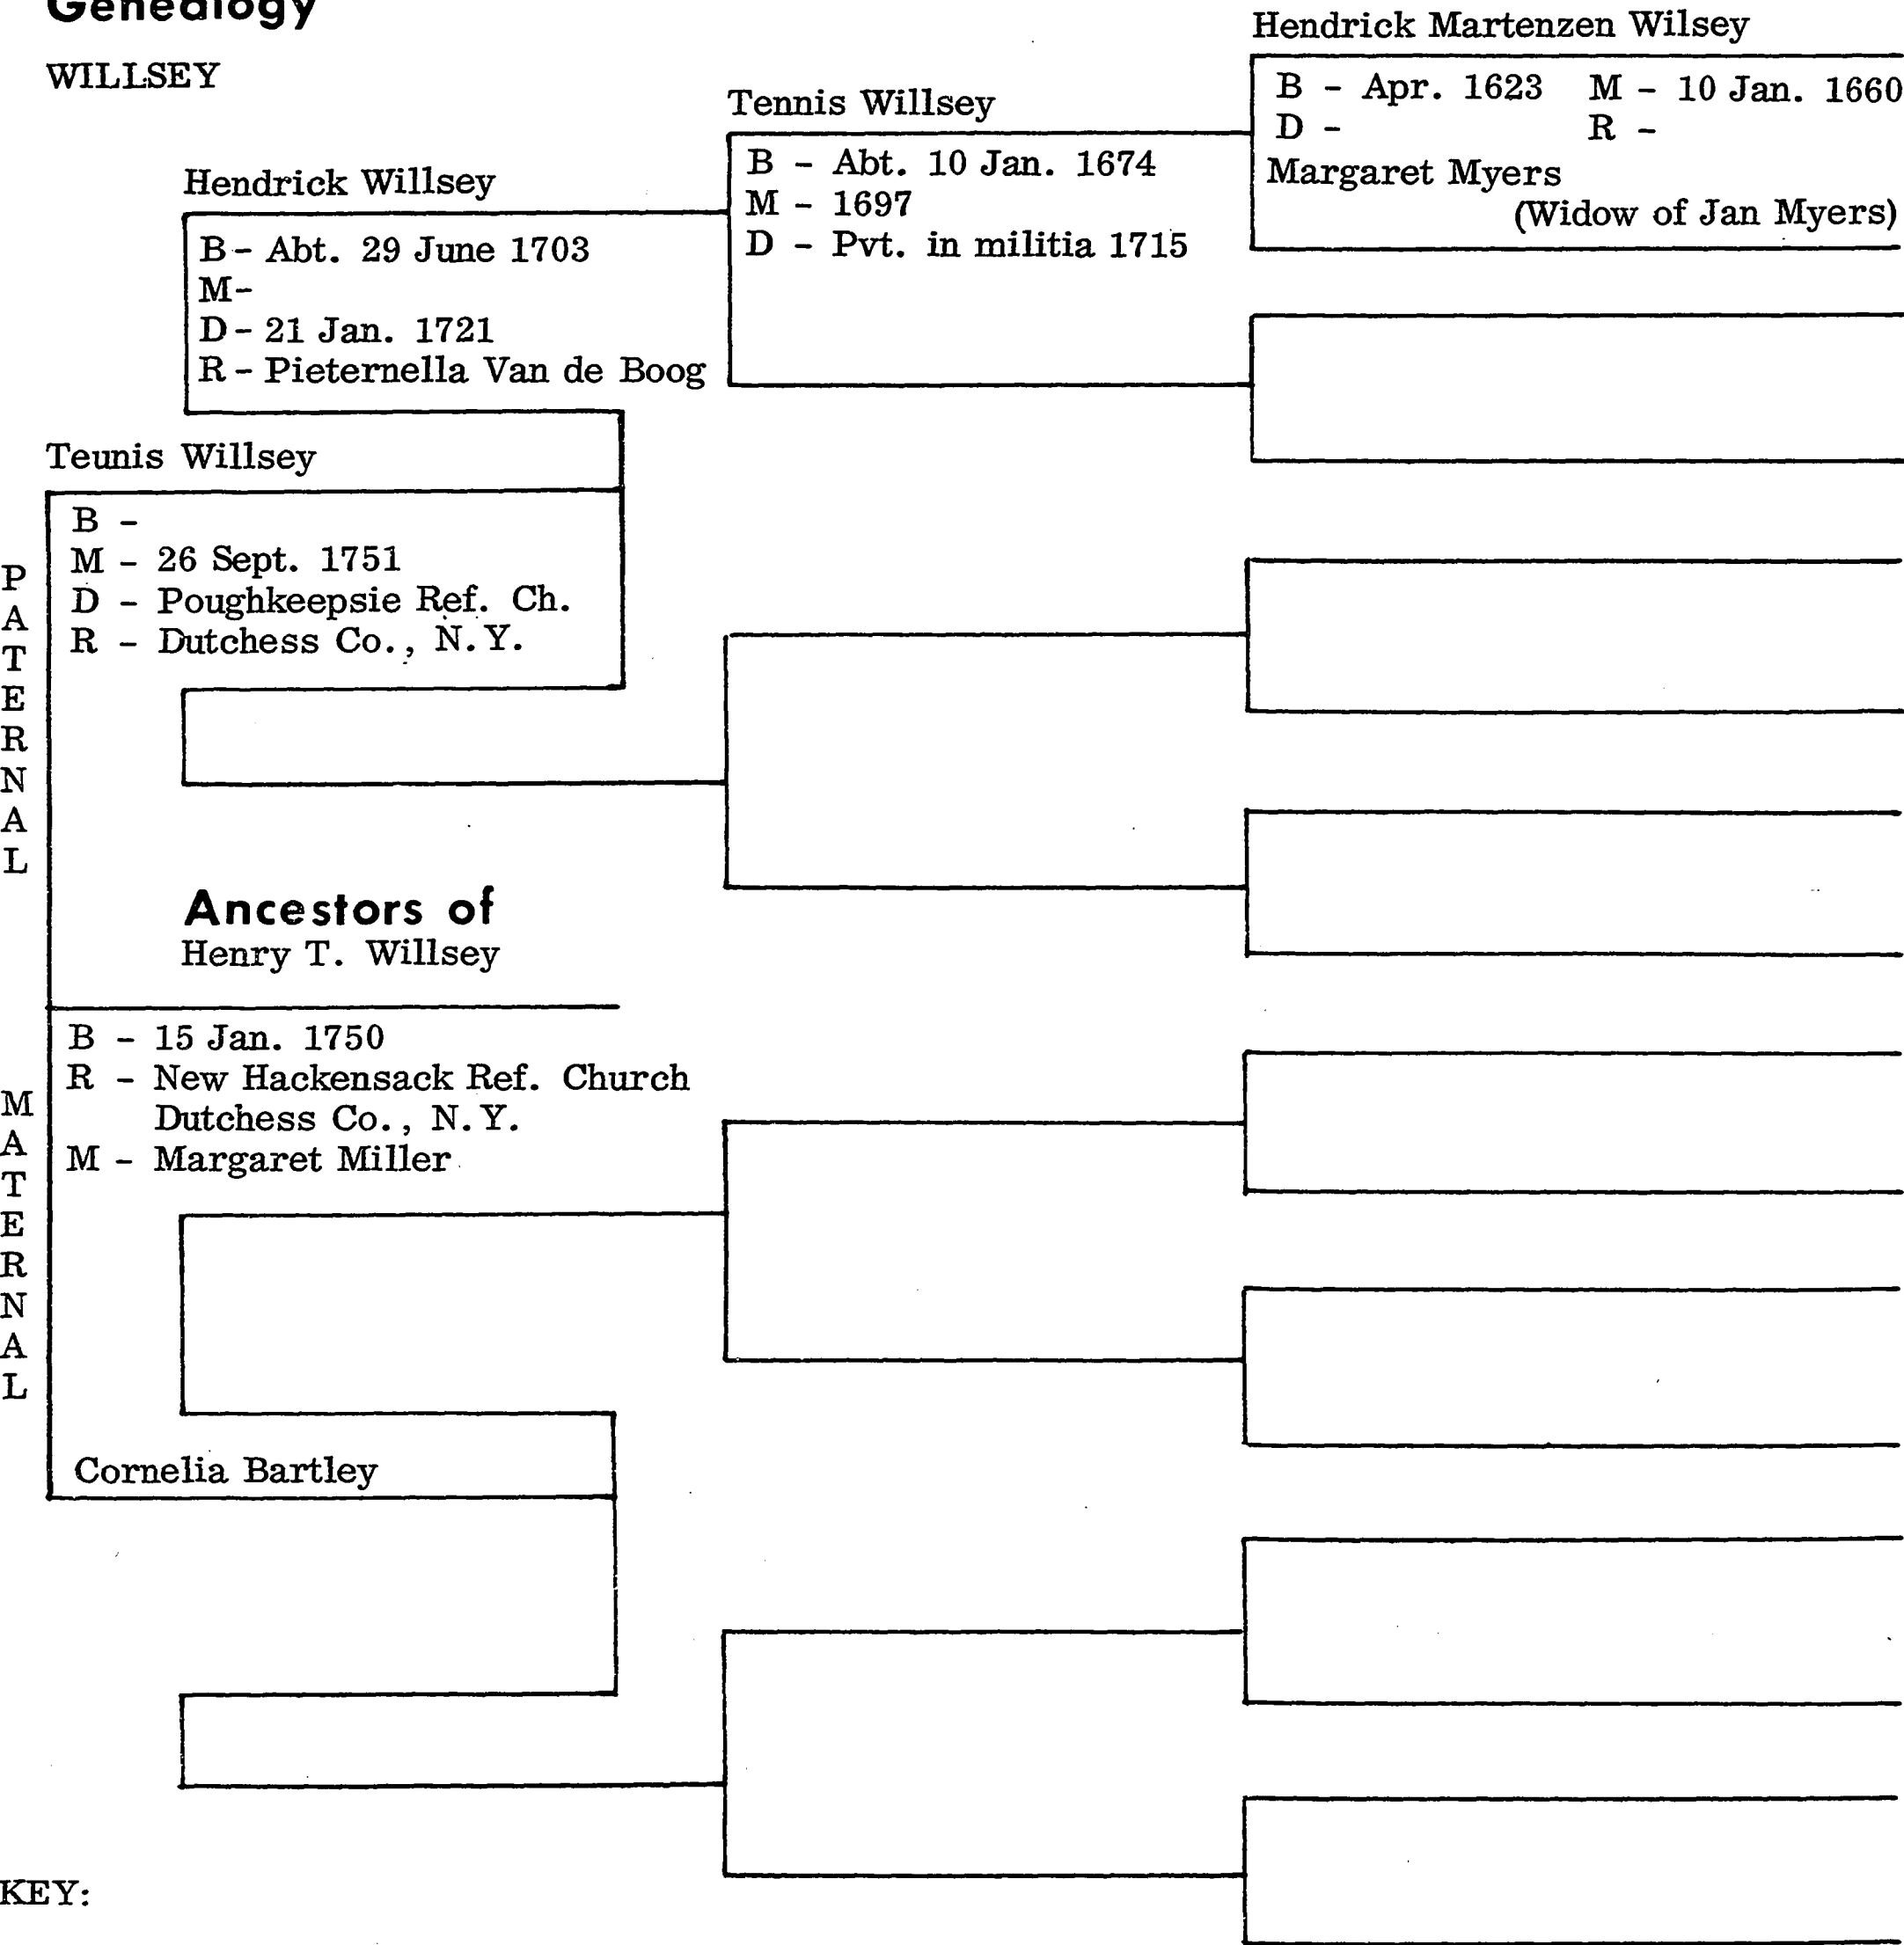 Genealogy
WILLSEY
Hendrick Martenzen Wilsey
B - Apr. 1623 M - 10 Jan. 1660
D - R -
Margaret Myers
(Widow of Jan Myers)
Tennis Willsey
B - Abt. 10 Jan. 1674
M - 1697
D - Pvt. in militia 1715
Hendrick Willsey
B - Abt. 29 June 1703
M-
D - 21 Jan. 1721
R - Pieternella Van de Boog
Teunis Willsey
B -
M - 26 Sept. 1751
D - Poughkeepsie Ref. Ch.
R - Dutchess Co., N.Y.
PATERNAL
Ancestors of
Henry T. Willsey
B - 15 Jan. 1750
R - New Hackensack Ref. Church
Dutchess Co., N.Y.
M - Margaret Miller
MATERNAL
Cornelia Bartley
KEY: